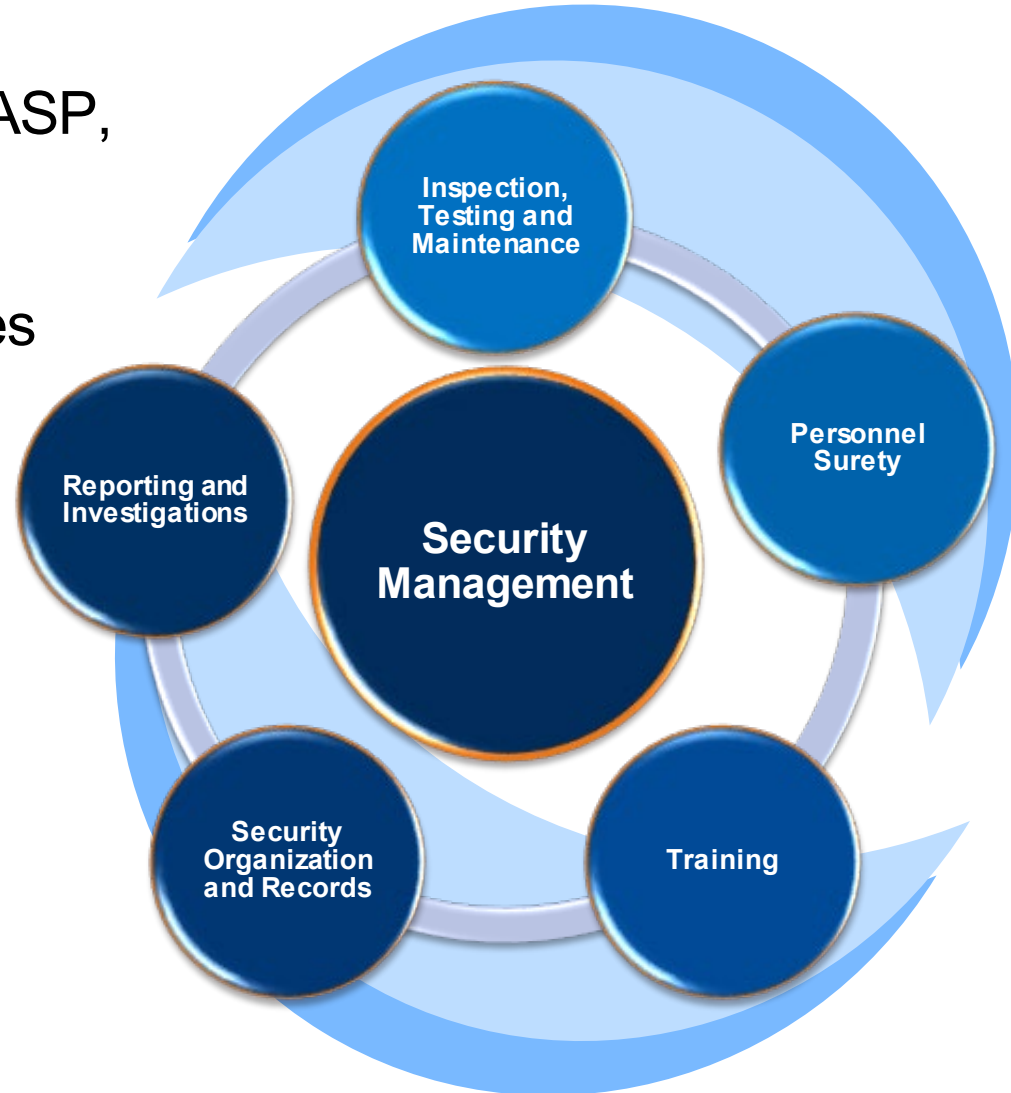 ASP,
es
Inspection,
Testing and
Maintenance
Personnel
Surety
Reporting and
Investigations
Security
Management
Security
Organization
and Records
Training